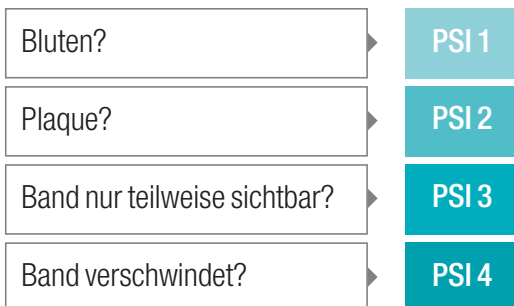 Bluten? PSI 1
Plaque? PSI 2
Band nur teilweise sichtbar? PSI 3
Band verschwindet? PSI 4